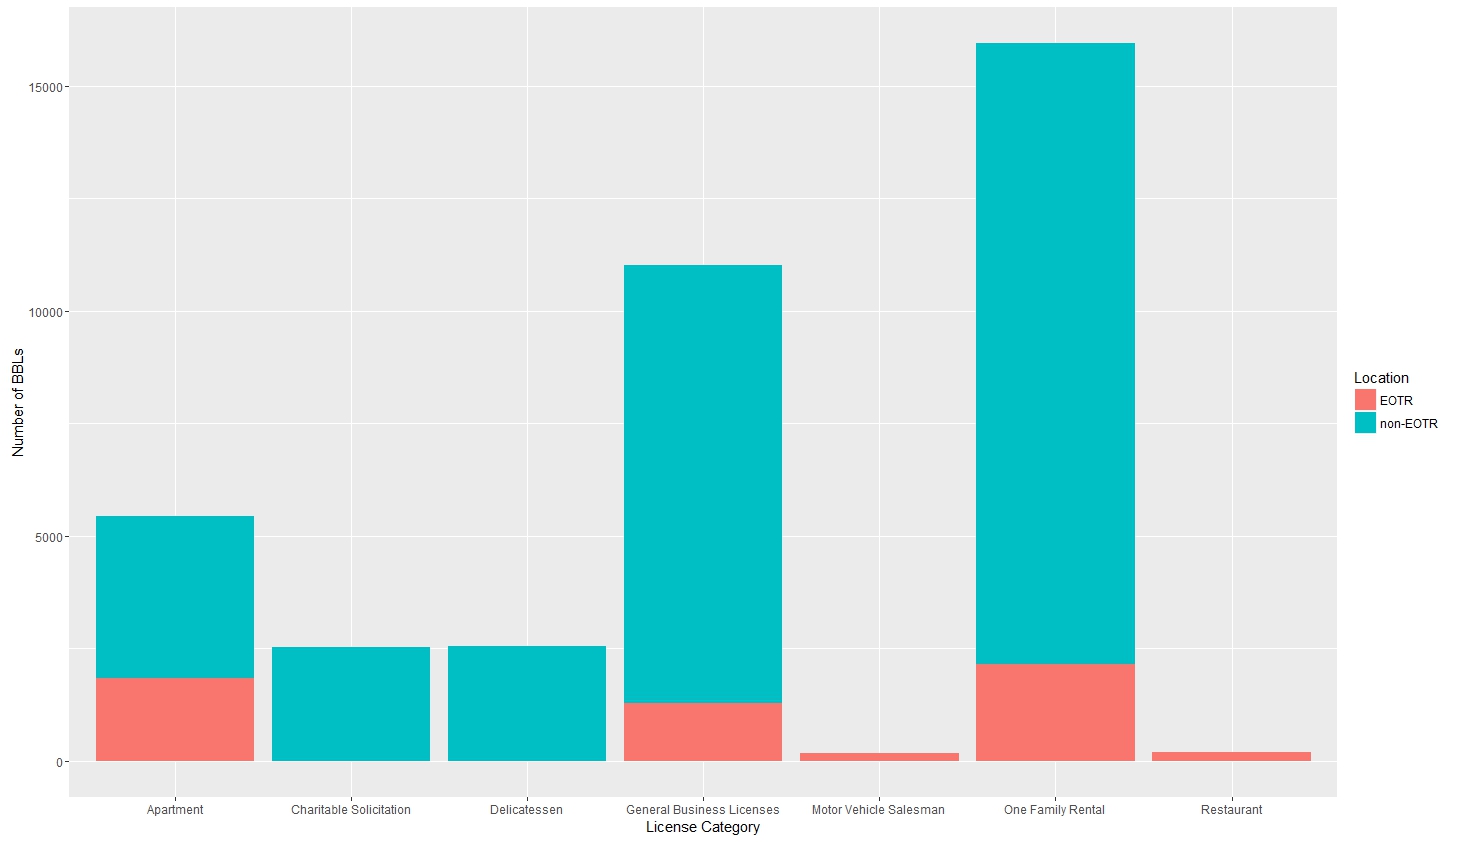 Number of BBLs
15000
10000
5000
0
Apartment
Charitable Solicitation
Delicatessen
General Business Licenses
Motor Vehicle Salesman
One Family Rental
Restaurant
License Category
Location
EOTR
non-EOTR